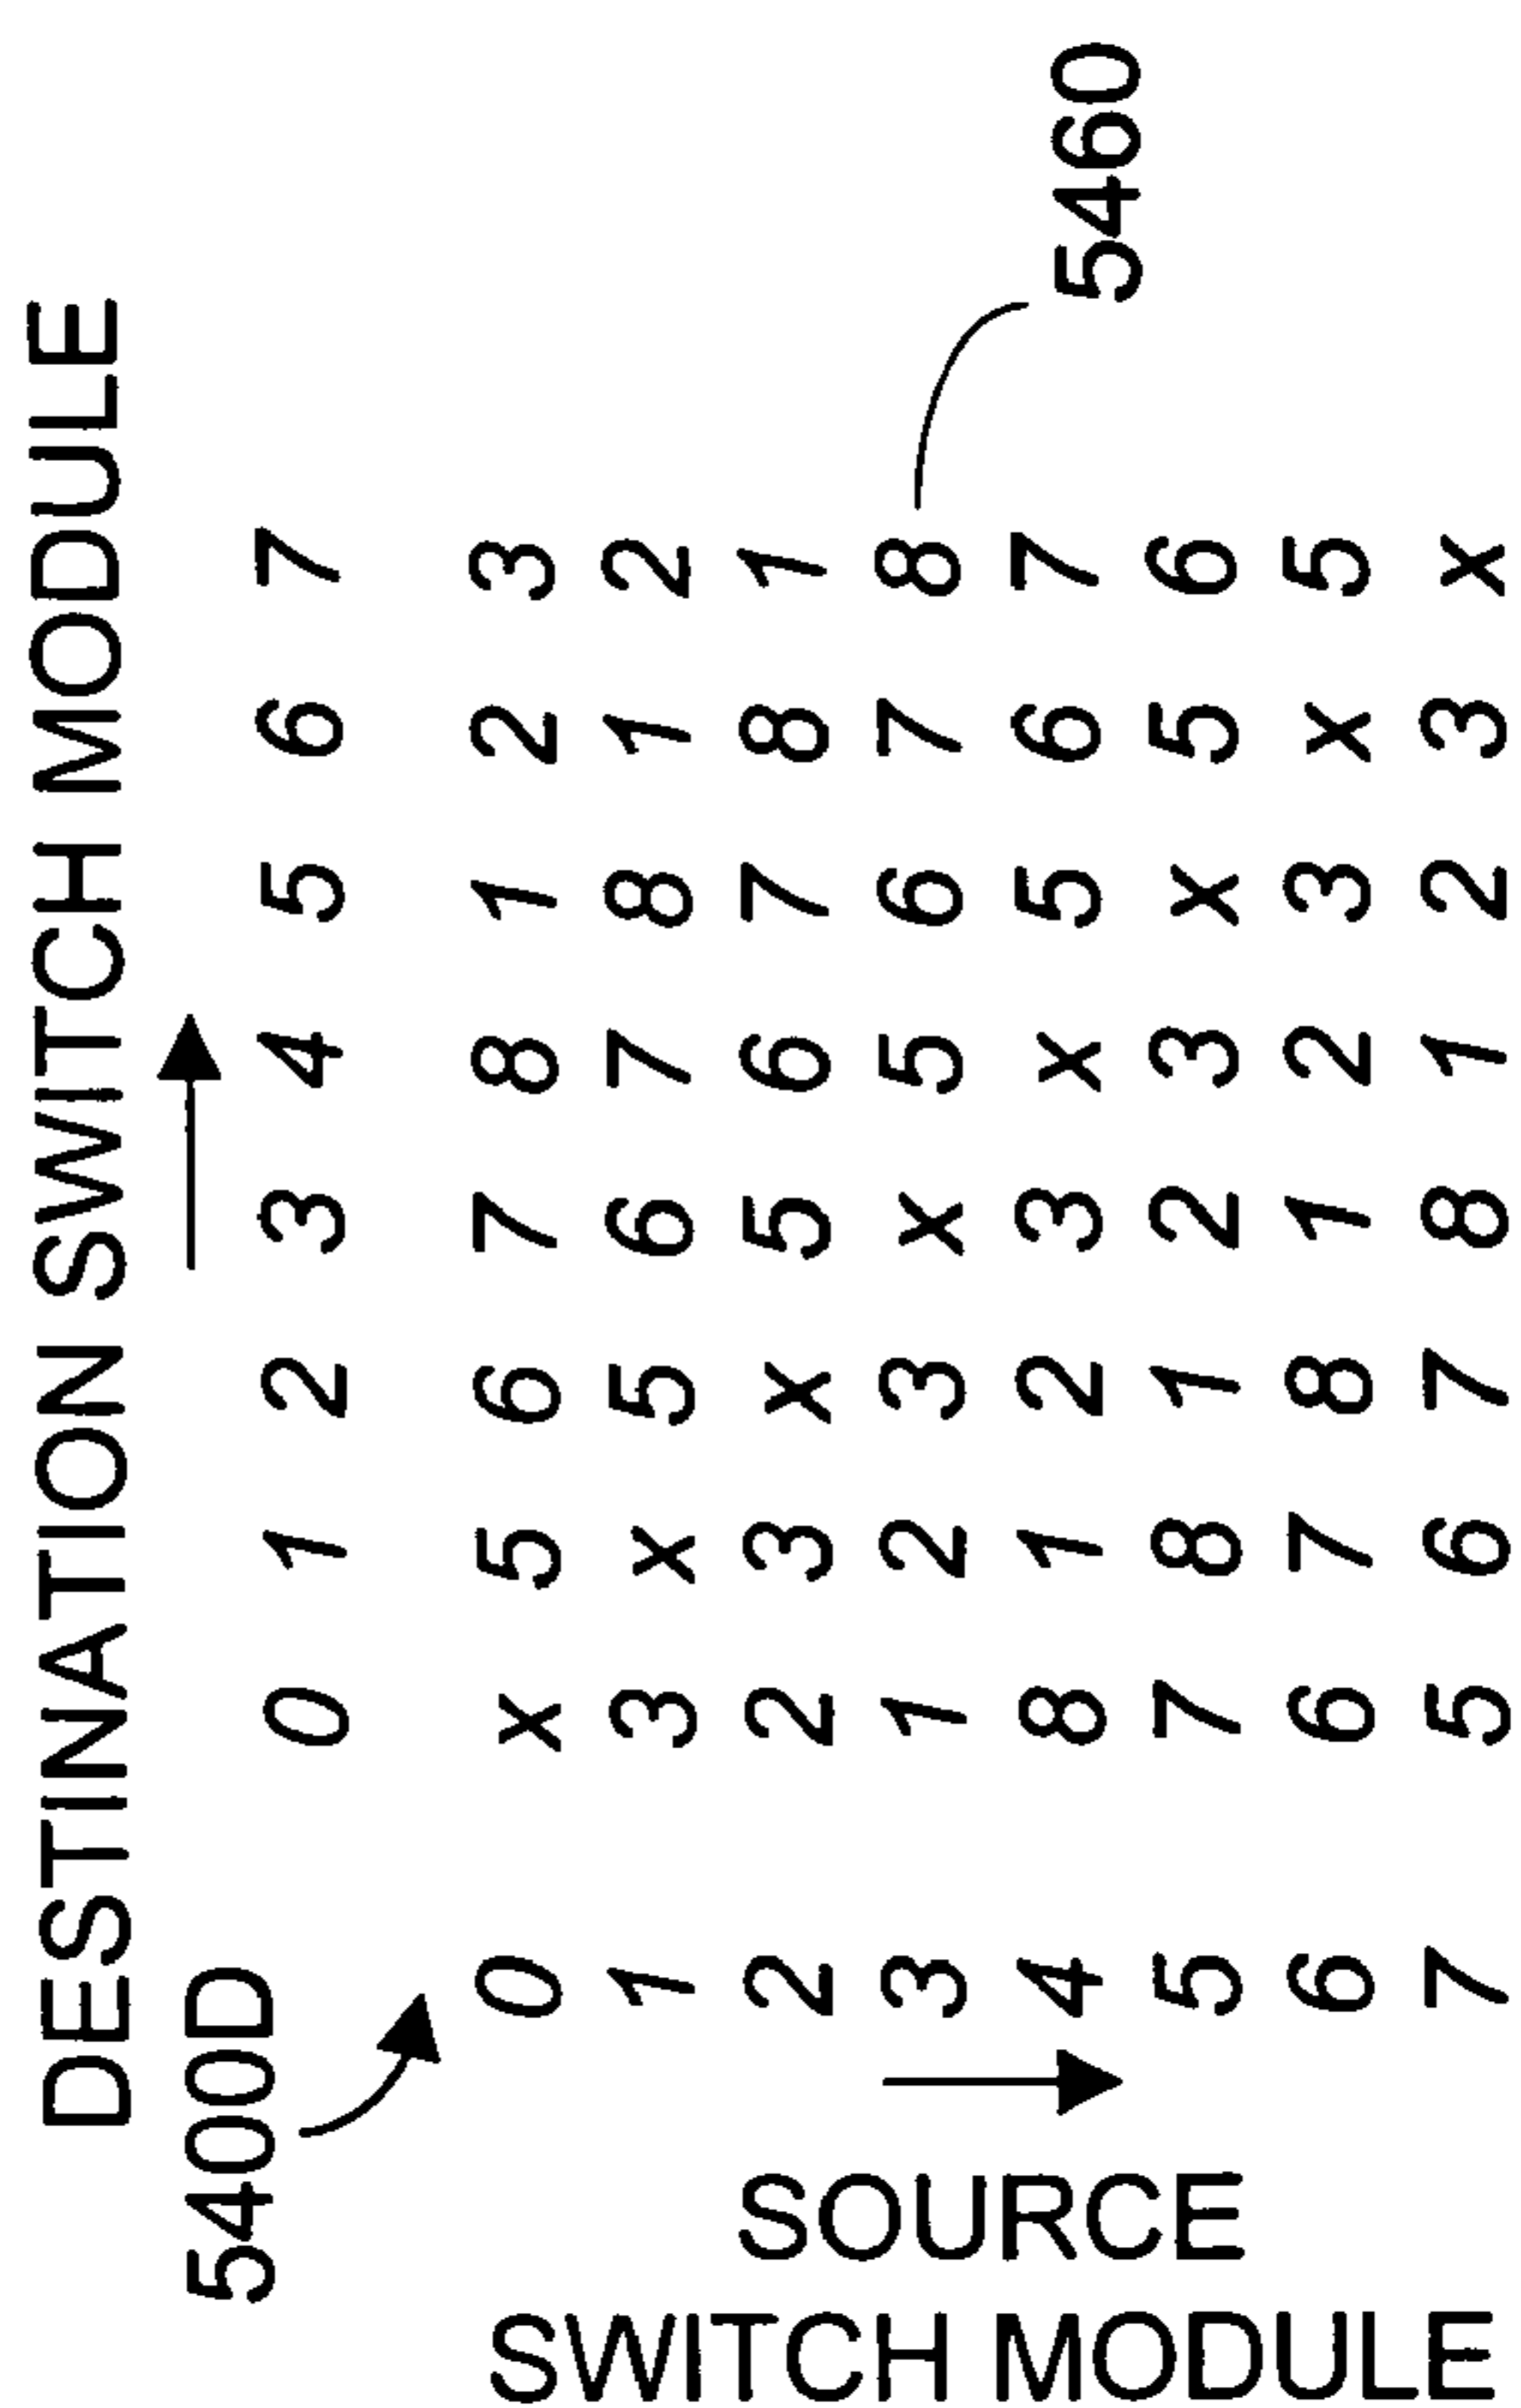 DESTINATION SWITCH MODULE
5400D
0 1 2 3 4 5 6 7
SOURCE
SWITCH MODULE
0 x 5 6 7 8 1 2 3
1 3 x 5 6 7 8 1 2
2 2 3 x 5 6 7 8 1
3 1 2 3 x 5 6 7 8
4 8 1 2 3 x 5 6 7
5 7 8 1 2 3 x 5 6
6 6 7 8 1 2 3 x 5
7 5 6 7 8 1 2 3 x
5460